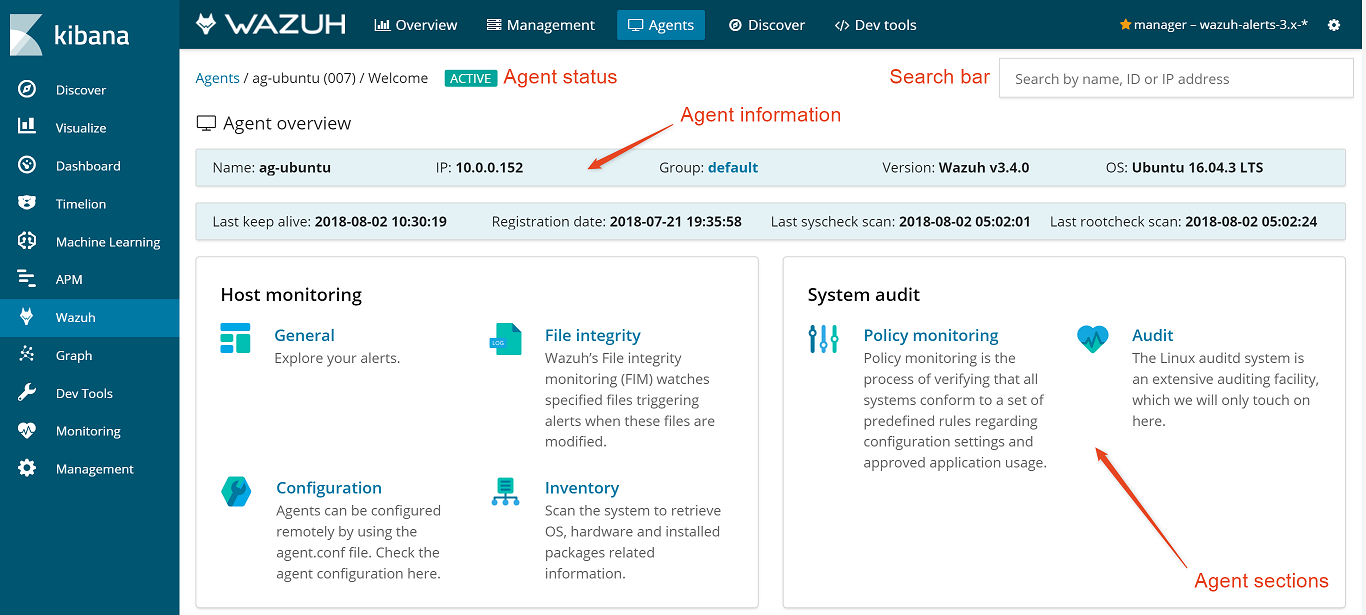 kibana
Discover
Visualize
Dashboard
Timelion
Machine Learning
APM
Wazuh
Graph
Dev Tools
Monitoring
Management
WAZUH Overview Management Agents Discover </> Dev tools manager – wazuh-alerts-3.x-*
Agents / ag-ubuntu (007) / Welcome ACTIVE Agent status Search bar Search by name, ID or IP address
Agent information
Agent overview
Name: ag-ubuntu IP: 10.0.0.152 Group: default Version: Wazuh v3.4.0 OS: Ubuntu 16.04.3 LTS
Last keep alive: 2018-08-02 10:30:19 Registration date: 2018-07-21 19:35:58 Last syscheck scan: 2018-08-02 05:02:01 Last rootcheck scan: 2018-08-02 05:02:24
Host monitoring
General
Explore your alerts.
LOG
File integrity
Wazuh's File integrity
monitoring (FIM) watches
specified files triggering
alerts when these files are
modified.
Configuration
Agents can be configured
remotely by using the
agent.conf file. Check the
agent configuration here.
Inventory
Scan the system to retrieve
OS, hardware and installed
packages related
information.
System audit
Policy monitoring
Policy monitoring is the
process of verifying that all
systems conform to a set of
predefined rules regarding
configuration settings and
approved application usage.
Audit
The Linux auditd system is
an extensive auditing facility,
which we will only touch on
here.
Agent sections